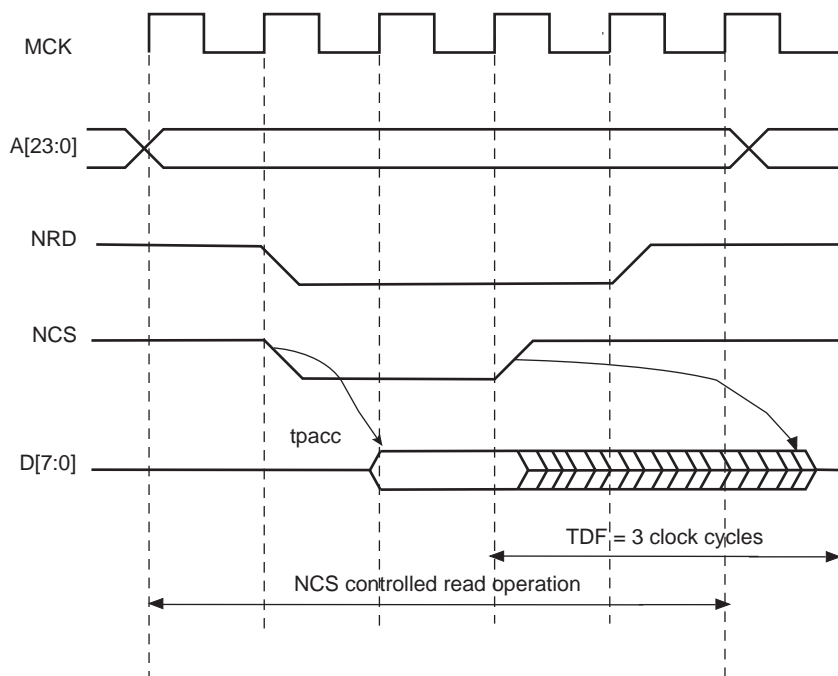 MCK
A[23:0]
NRD
NCS
tpacc
D[7:0]
TDF = 3 clock cycles
NCS controlled read operation